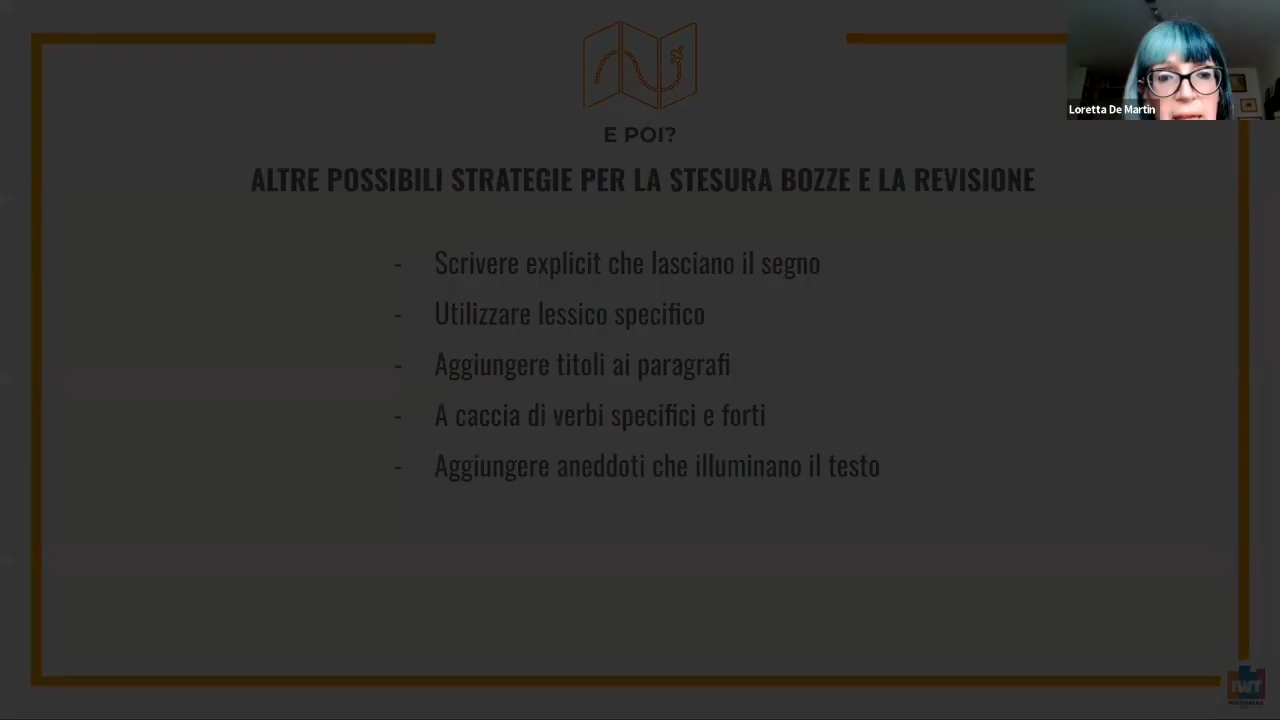 Loretta De Martin
E POI?
ALTRE POSSIBILI STRATEGIE PER LA STESURA BOZZE E LA REVISIONE
- Scrivere explicit che lasciano il segno
- Utilizzare lessico specifico
- Aggiungere titoli ai paragrafi
- A caccia di verbi specifici e forti
- Aggiungere aneddoti che illuminano il testo
IWT